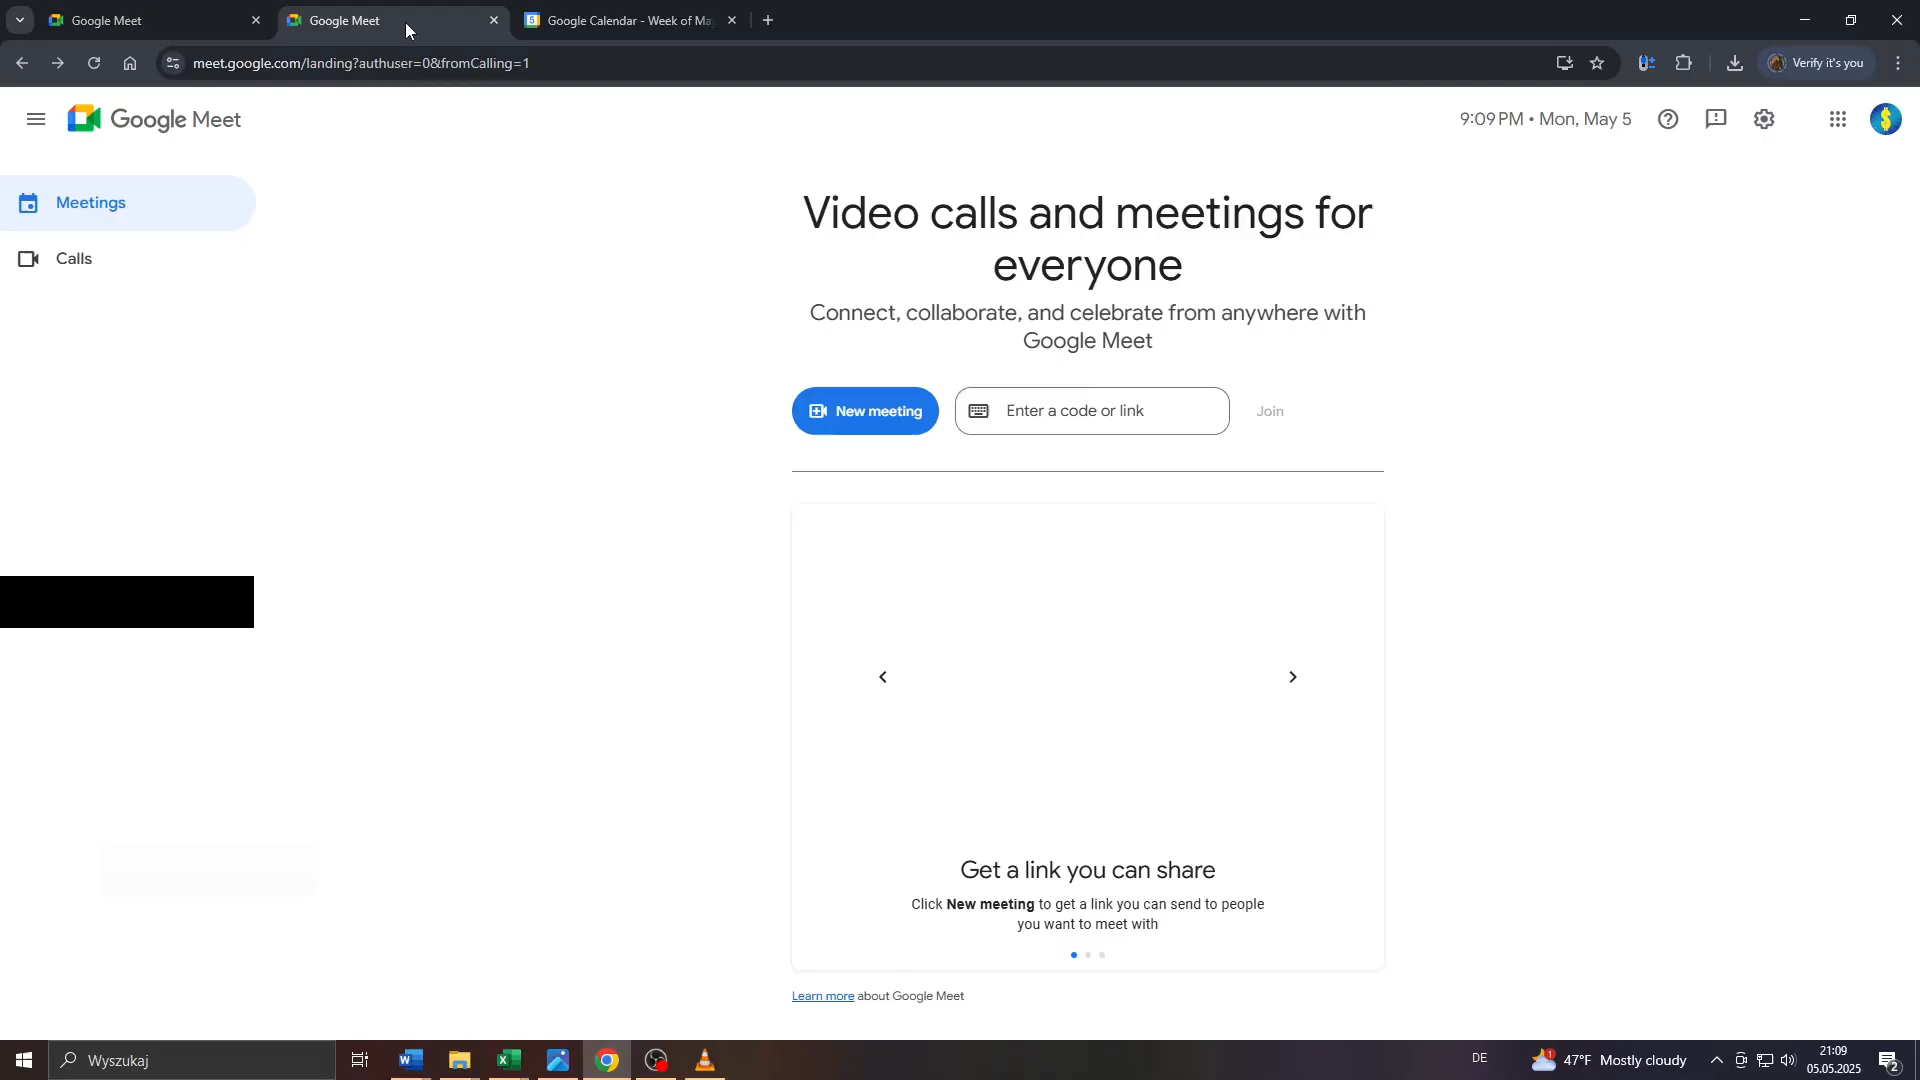 Google Meet
Google Meet
Google Calendar - Week of Ma
meet.google.com/landing?authuser=0&fromCalling=1
Verify it's you
Google Meet
9:09 PM • Mon, May 5
Meetings
Calls
Video calls and meetings for
everyone
Connect, collaborate, and celebrate from anywhere with
Google Meet
New meeting
Enter a code or link
Join
Get a link you can share
Click New meeting to get a link you can send to people
you want to meet with
Learn more about Google Meet
Wyszukaj
DE
1
47°F Mostly cloudy
21:09
05.05.2025
2